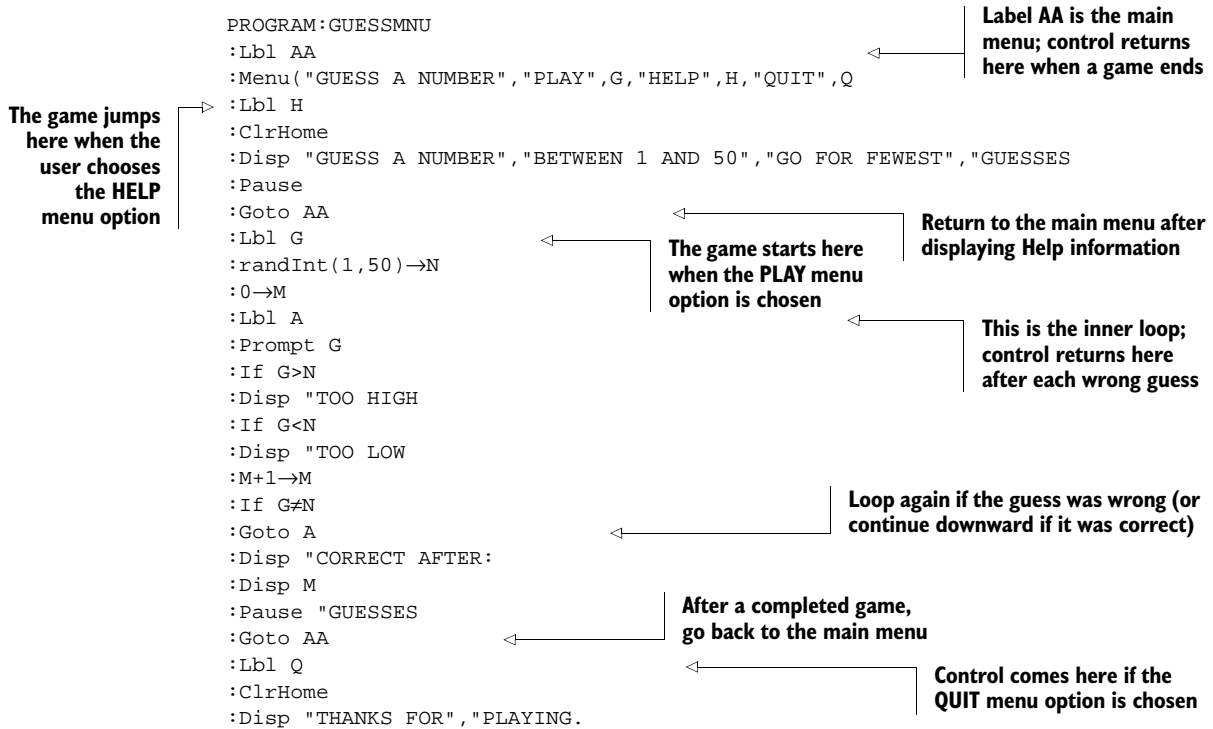 PROGRAM:GUESSMNU
:Lbl AA
Label AA is the main
menu; control returns
here when a game ends
:Menu("GUESS A NUMBER","PLAY",G,"HELP",H,"QUIT",Q
The game jumps
here when the
user chooses
the HELP
menu option
:Lbl H
:ClrHome
:Disp "GUESS A NUMBER","BETWEEN 1 AND 50","GO FOR FEWEST","GUESSES
:Pause
:Goto AA
Return to the main menu after
displaying Help information
:Lbl G
The game starts here
when the PLAY menu
option is chosen
:randInt(1,50)→N
:0→M
:Lbl A
This is the inner loop;
control returns here
after each wrong guess
:Prompt G
:If G>N
:Disp "TOO HIGH
:If G<N
:Disp "TOO LOW
:M+1→M
:If G≠N
:Goto A
Loop again if the guess was wrong (or
continue downward if it was correct)
:Disp "CORRECT AFTER:
:Disp M
:Pause "GUESSES
:Goto AA
After a completed game,
go back to the main menu
:Lbl Q
Control comes here if the
QUIT menu option is chosen
:ClrHome
:Disp "THANKS FOR","PLAYING.